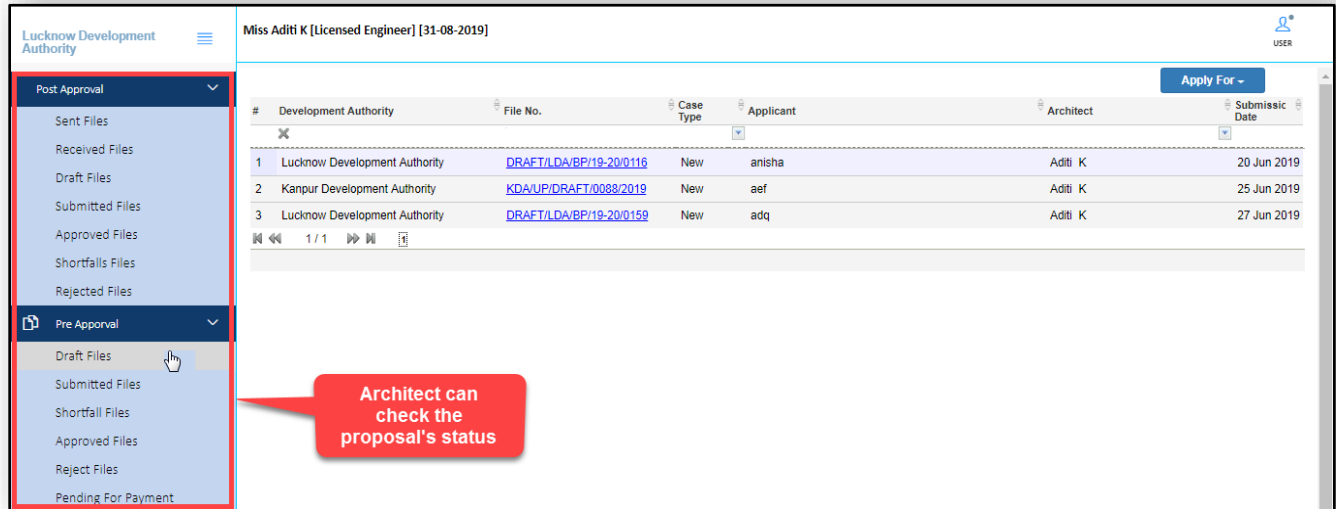 Lucknow Development
Authority
Miss Aditi K [Licensed Engineer] [31-08-2019]
USER
Post Approval
Sent Files
Received Files
Draft Files
Submitted Files
Approved Files
Shortfalls Files
Rejected Files
Pre Apporval
Draft Files
Submitted Files
Shortfall Files
Approved Files
Reject Files
Pending For Payment
Apply For
# Development Authority File No. Case Type Applicant Architect Submissic Date
1 Lucknow Development Authority DRAFT/LDA/BP/19-20/0116 New anisha Aditi K 20 Jun 2019
2 Kanpur Development Authority KDA/UP/DRAFT/0088/2019 New aef Aditi K 25 Jun 2019
3 Lucknow Development Authority DRAFT/LDA/BP/19-20/0159 New adq Aditi K 27 Jun 2019
1 / 1 1
Architect can
check the
proposal's status